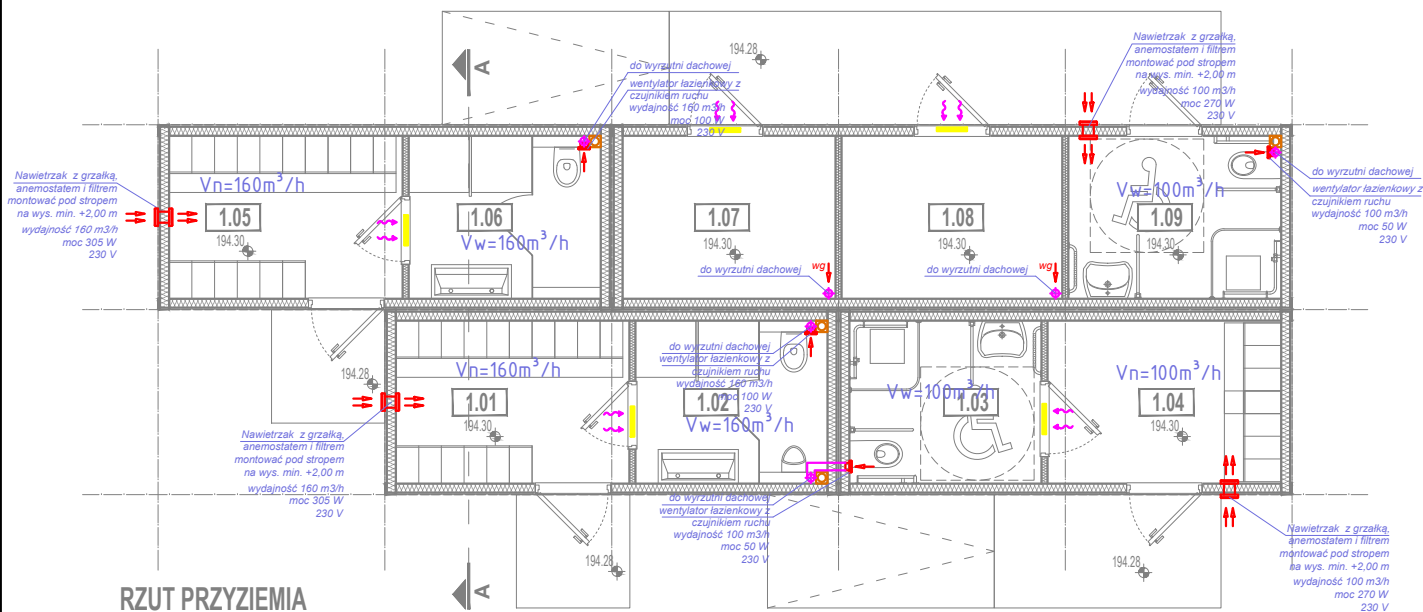 194.28
A
do wyrzutni dachowej
wentylator łazienkowy z
czujnikiem ruchu
wydajność 160 m3/h
moc 100 W
230 V
Nawietrzak z grzałką,
anemostatem i filtrem
montować pod stropem
na wys. min. +2,00 m
wydajność 100 m3/h
moc 270 W
230 V
Nawietrzak z grzałką,
anemostatem i filtrem
montować pod stropem
na wys. min. +2,00 m
wydajność 160 m3/h
moc 305 W
230 V
Vn=160m³/h
1.05
194.30
1.06
Vw=160m³/h
1.07
194.30
do wyrzutni dachowej
wg
1.08
194.30
do wyrzutni dachowej
wg
Vw=100m³/h
1.09
194.30
do wyrzutni dachowej
wentylator łazienkowy z
czujnikiem ruchu
wydajność 100 m3/h
moc 50 W
230 V
194.28
Vn=160m³/h
1.01
194.30
do wyrzutni dachowej
wentylator łazienkowy z
czujnikiem ruchu
wydajność 160 m3/h
moc 100 W
230 V
1.02
Vw=160m³/h
Vw=100m³/h
1.03
Vn=100m³/h
1.04
194.30
Nawietrzak z grzałką,
anemostatem i filtrem
montować pod stropem
na wys. min. +2,00 m
wydajność 160 m3/h
moc 305 W
230 V
do wyrzutni dachowej
wentylator łazienkowy z
czujnikiem ruchu
wydajność 100 m3/h
moc 50 W
230 V
194.28
194.28
Nawietrzak z grzałką,
anemostatem i filtrem
montować pod stropem
na wys. min. +2,00 m
wydajność 100 m3/h
moc 270 W
230 V
A
RZUT PRZYZIEMIA